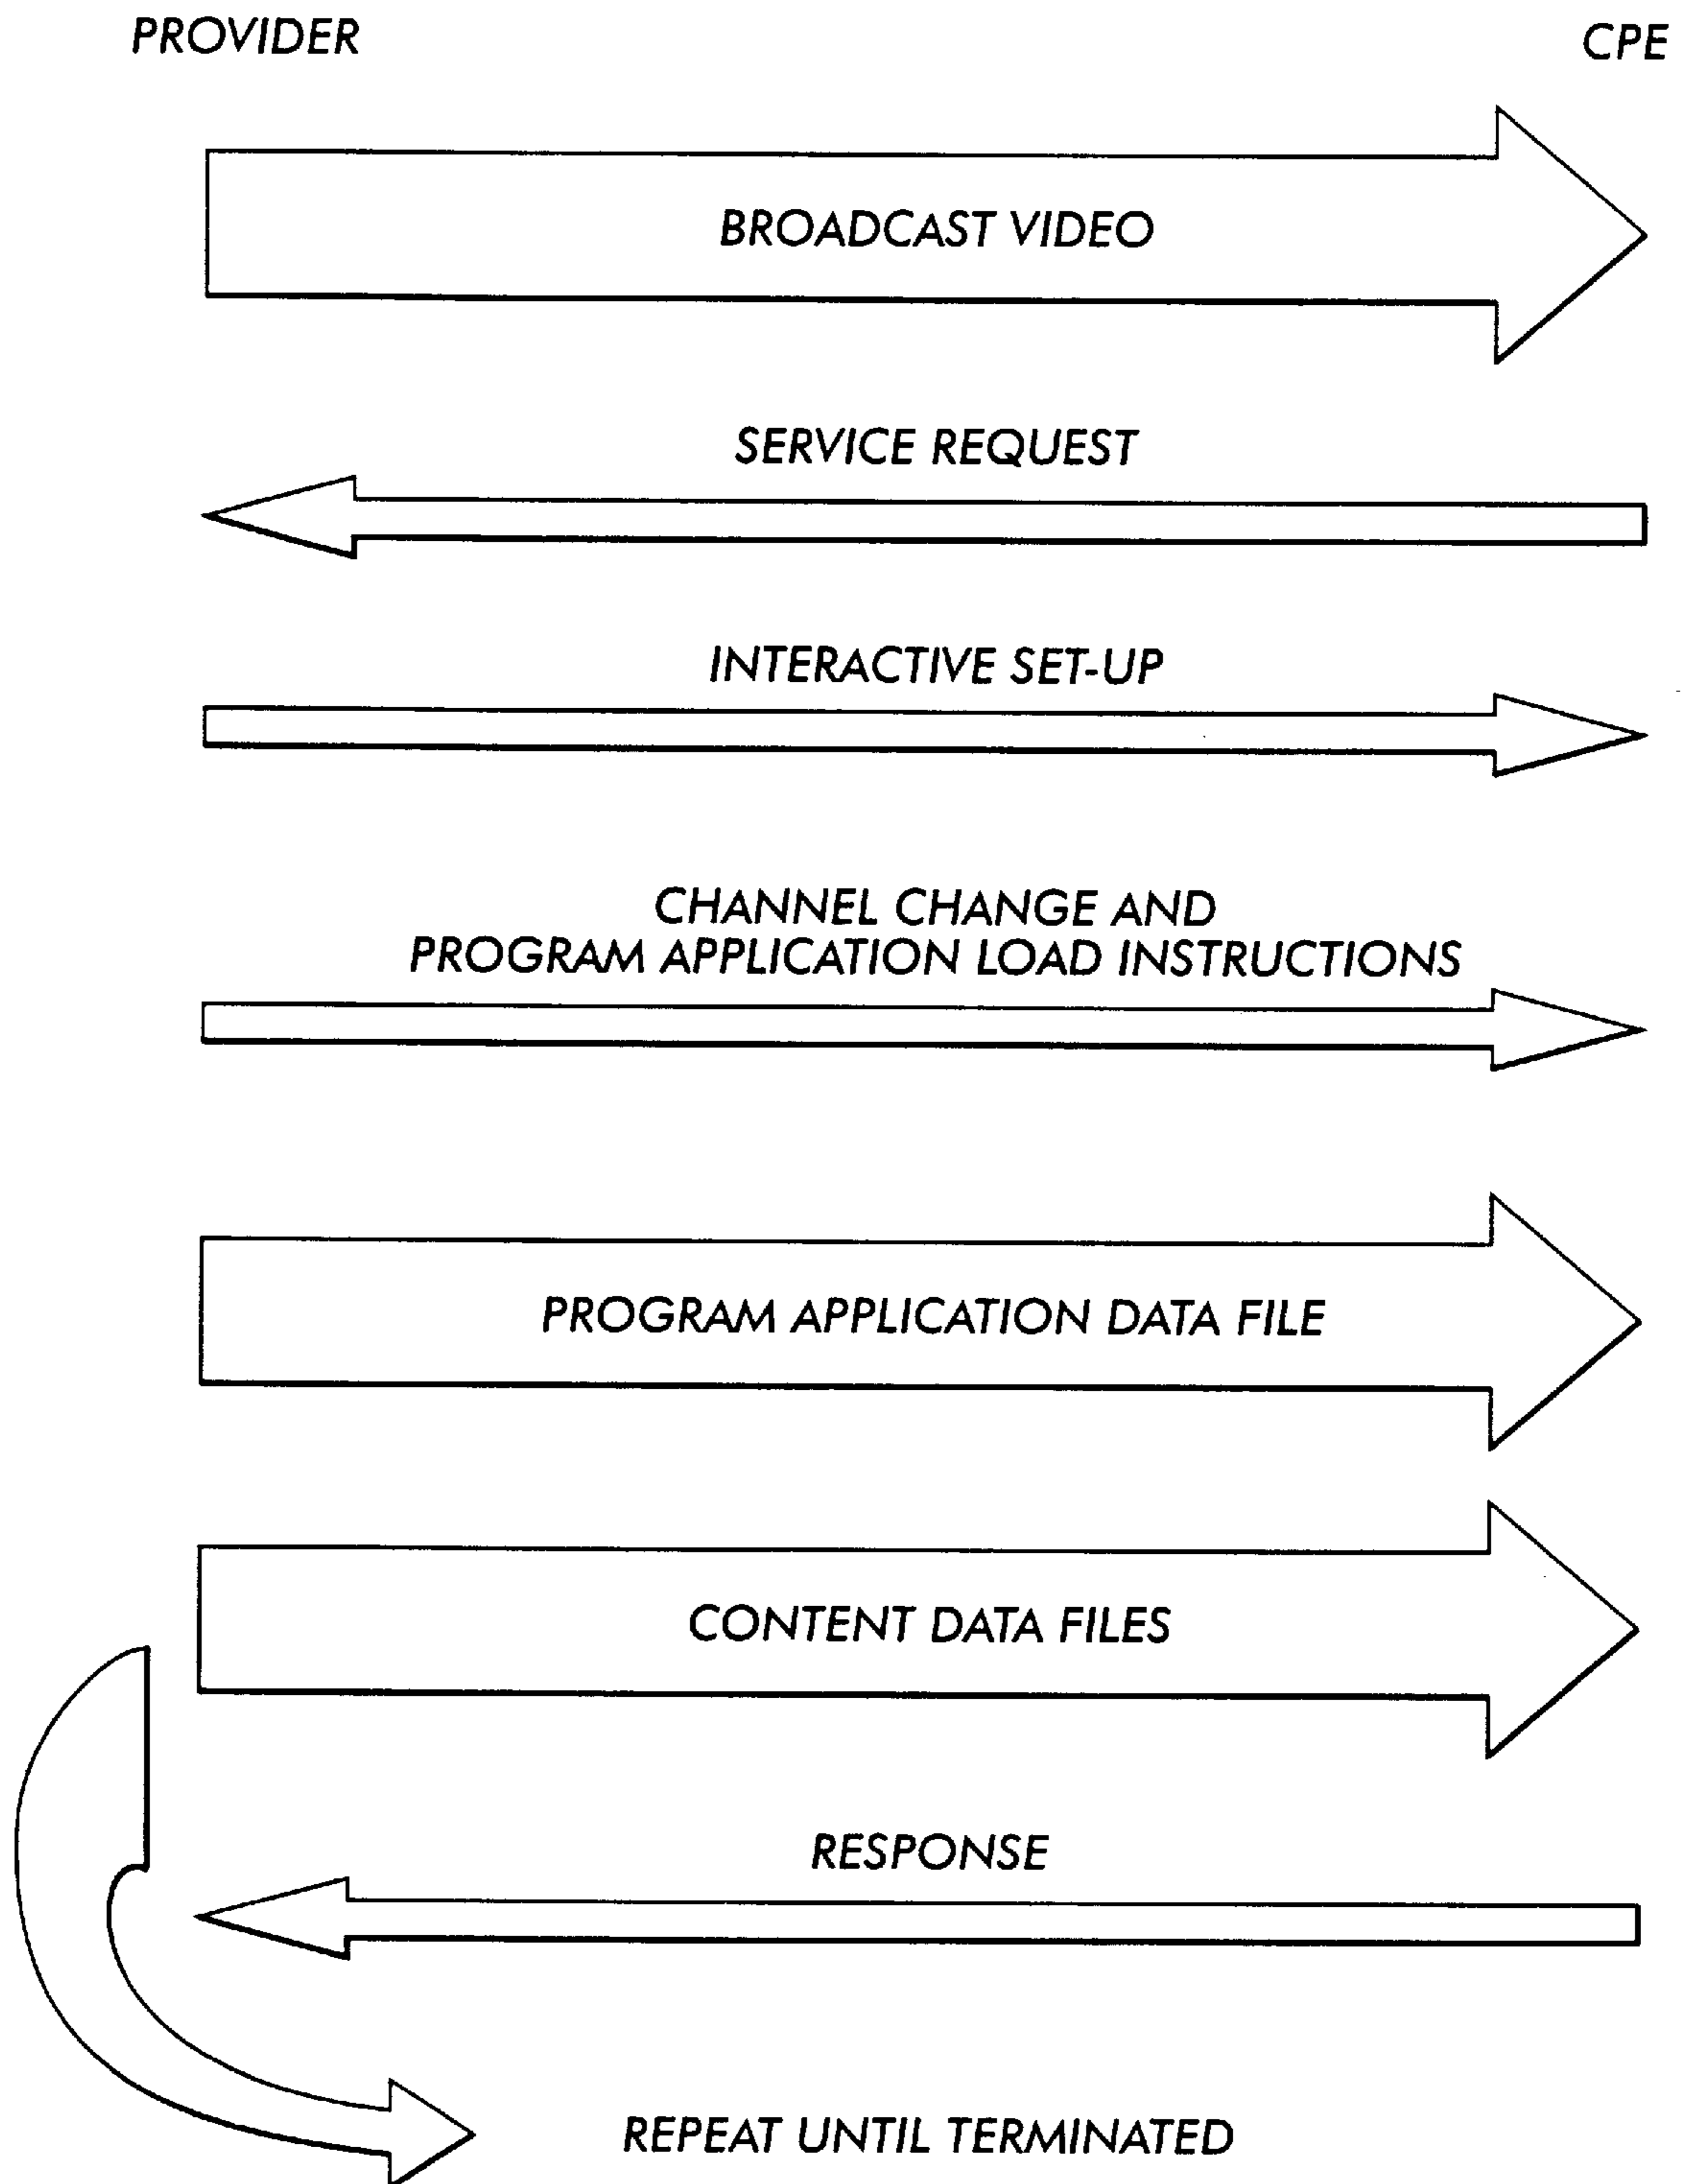 PROVIDER CPE
BROADCAST VIDEO
SERVICE REQUEST
INTERACTIVE SET-UP
CHANNEL CHANGE AND
PROGRAM APPLICATION LOAD INSTRUCTIONS
PROGRAM APPLICATION DATA FILE
CONTENT DATA FILES
RESPONSE
REPEAT UNTIL TERMINATED